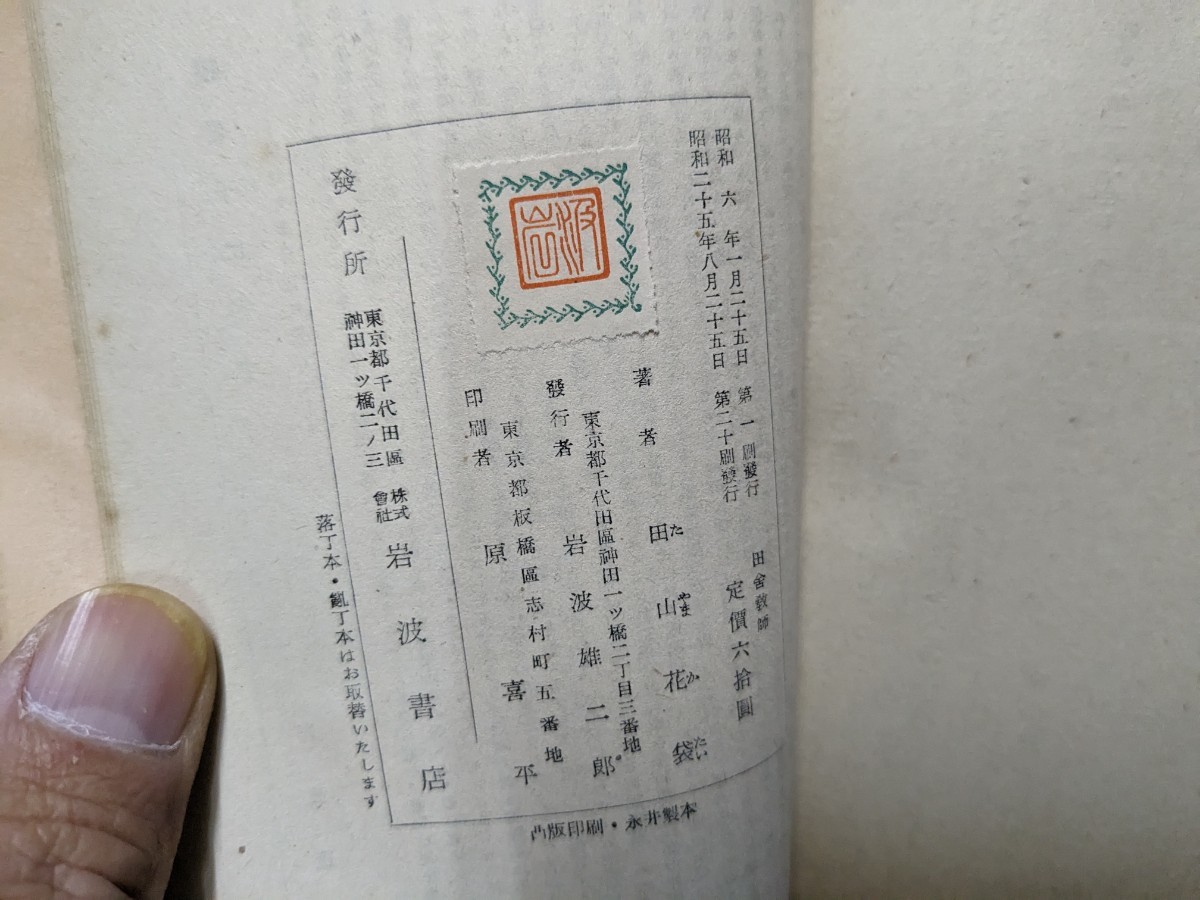 昭和六年一月二十五日 第一刷發行
昭和二十五年八月二十五日 第二十刷發行
田舍教師
定價六拾圓
著者 田山花袋
た やま か たい
東京都千代田區神田一ツ橋二丁目三番地
發行者 岩波雄二郎
東京都板橋區志村町五番地
印刷者 原喜平
發行所
東京都千代田區
神田一ツ橋二ノ三
株式
會社
岩波書店
落丁本・亂丁本はお取替いたします
凸版印刷・永井製本